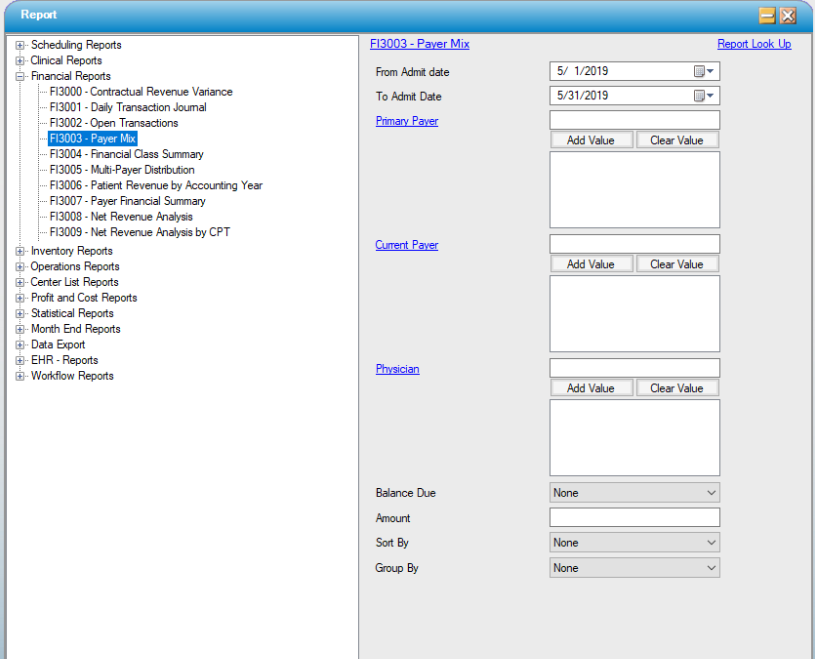 Report
Scheduling Reports
Clinical Reports
Financial Reports
FI3000 - Contractual Revenue Variance
FI3001 - Daily Transaction Journal
FI3002 - Open Transactions
FI3003 - Payer Mix
FI3004 - Financial Class Summary
FI3005 - Multi-Payer Distribution
FI3006 - Patient Revenue by Accounting Year
FI3007 - Payer Financial Summary
FI3008 - Net Revenue Analysis
FI3009 - Net Revenue Analysis by CPT
Inventory Reports
Operations Reports
Center List Reports
Profit and Cost Reports
Statistical Reports
Month End Reports
Data Export
EHR - Reports
Workflow Reports
FI3003 - Payer Mix Report Look Up
From Admit date 5/ 1/2019
To Admit Date 5/31/2019
Primary Payer
Add Value Clear Value
Current Payer
Add Value Clear Value
Physician
Add Value Clear Value
Balance Due None
Amount
Sort By None
Group By None